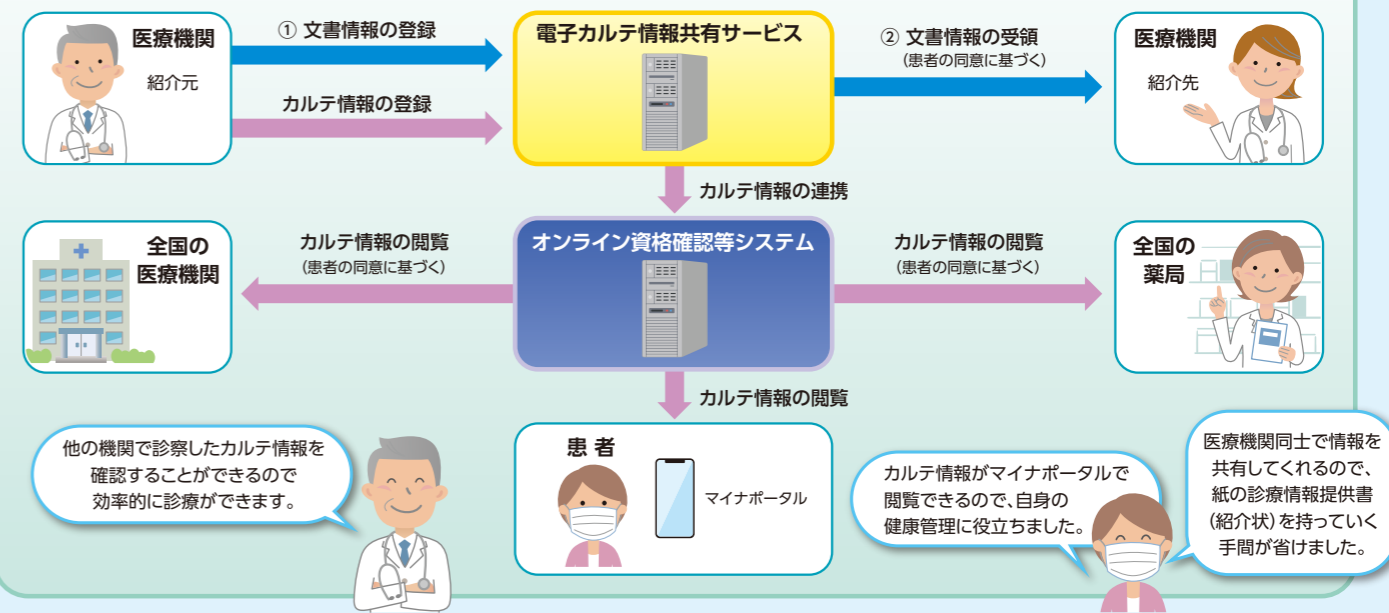 医療機関
紹介元
① 文書情報の登録
カルテ情報の登録
電子カルテ情報共有サービス
② 文書情報の受領
(患者の同意に基づく)
医療機関
紹介先
カルテ情報の連携
全国の
医療機関
カルテ情報の閲覧
(患者の同意に基づく)
オンライン資格確認等システム
カルテ情報の閲覧
(患者の同意に基づく)
全国の
薬局
カルテ情報の閲覧
他の機関で診察したカルテ情報を
確認することができるので
効率的に診療ができます。
患者
マイナポータル
カルテ情報がマイナポータルで
閲覧できるので、自身の
健康管理に役立ちました。
医療機関同士で情報を
共有してくれるので、
紙の診療情報提供書
(紹介状)を持っていく
手間が省けました。